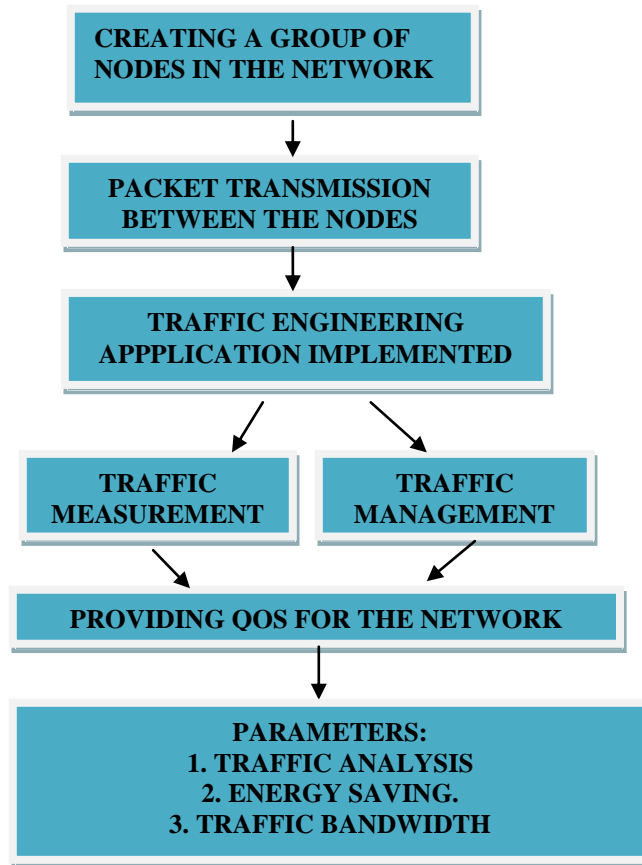 CREATING A GROUP OF
NODES IN THE NETWORK
PACKET TRANSMISSION
BETWEEN THE NODES
TRAFFIC ENGINEERING
APPPLICATION IMPLEMENTED
TRAFFIC
MEASUREMENT
TRAFFIC
MANAGEMENT
PROVIDING QOS FOR THE NETWORK
PARAMETERS:
1. TRAFFIC ANALYSIS
2. ENERGY SAVING.
3. TRAFFIC BANDWIDTH